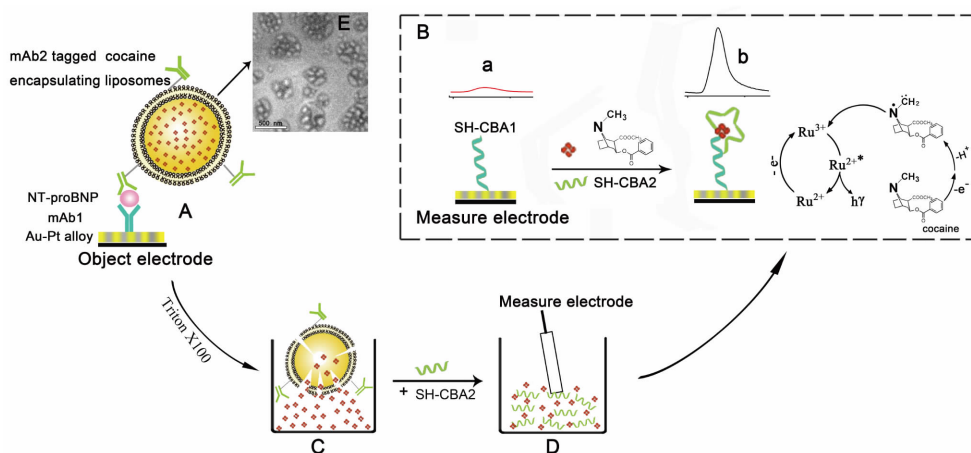 mAb2 tagged cocaine
encapsulating liposomes
E
500 nm
NT-proBNP
mAb1
Au-Pt alloy
A
Object electrode
B
a
b
SH-CBA1
N-CH₃
COOCH₃
SH-CBA2
Measure electrode
Ru³⁺
Ru²⁺*
Ru²⁺
hγ
-e⁻
CH₂
COOCH₃
-H⁺
-e⁻
CH₃
COOCH₃
cocaine
Triton X100
C
+ SH-CBA2
Measure electrode
D